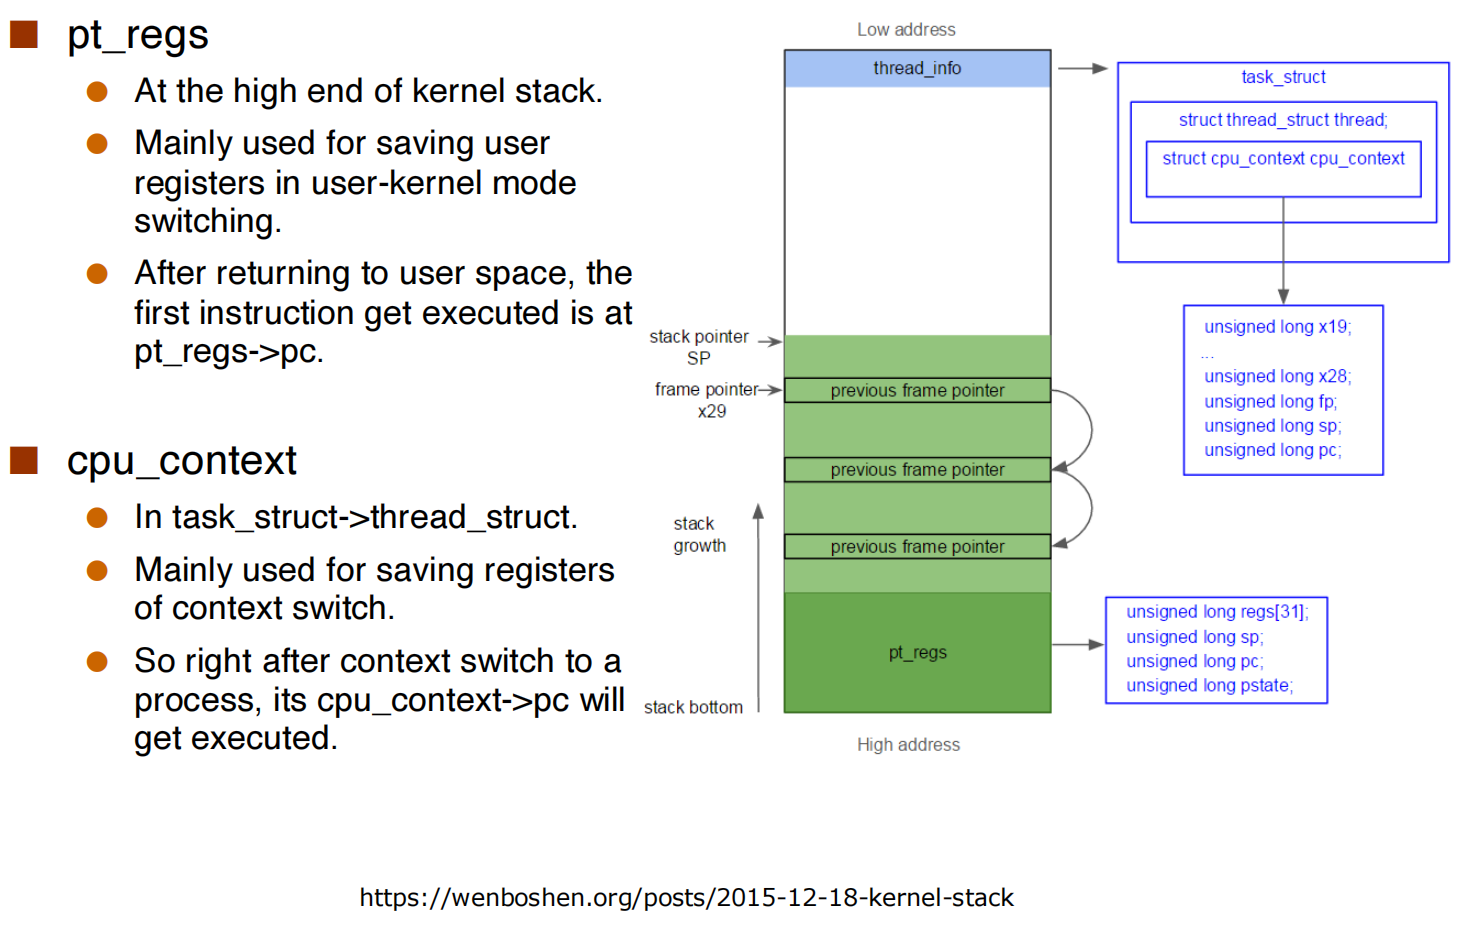 pt_regs
At the high end of kernel stack.
Mainly used for saving user
registers in user-kernel mode
switching.
After returning to user space, the
first instruction get executed is at
pt_regs->pc.
cpu_context
In task_struct->thread_struct.
Mainly used for saving registers
of context switch.
So right after context switch to a
process, its cpu_context->pc will
get executed.
Low address
thread_info
task_struct
struct thread_struct thread;
struct cpu_context cpu_context
unsigned long x19;
...
unsigned long x28;
unsigned long fp;
unsigned long sp;
unsigned long pc;
stack pointer
SP
frame pointer
x29
previous frame pointer
previous frame pointer
previous frame pointer
stack
growth
pt_regs
unsigned long regs[31];
unsigned long sp;
unsigned long pc;
unsigned long pstate;
stack bottom
High address
https://wenboshen.org/posts/2015-12-18-kernel-stack